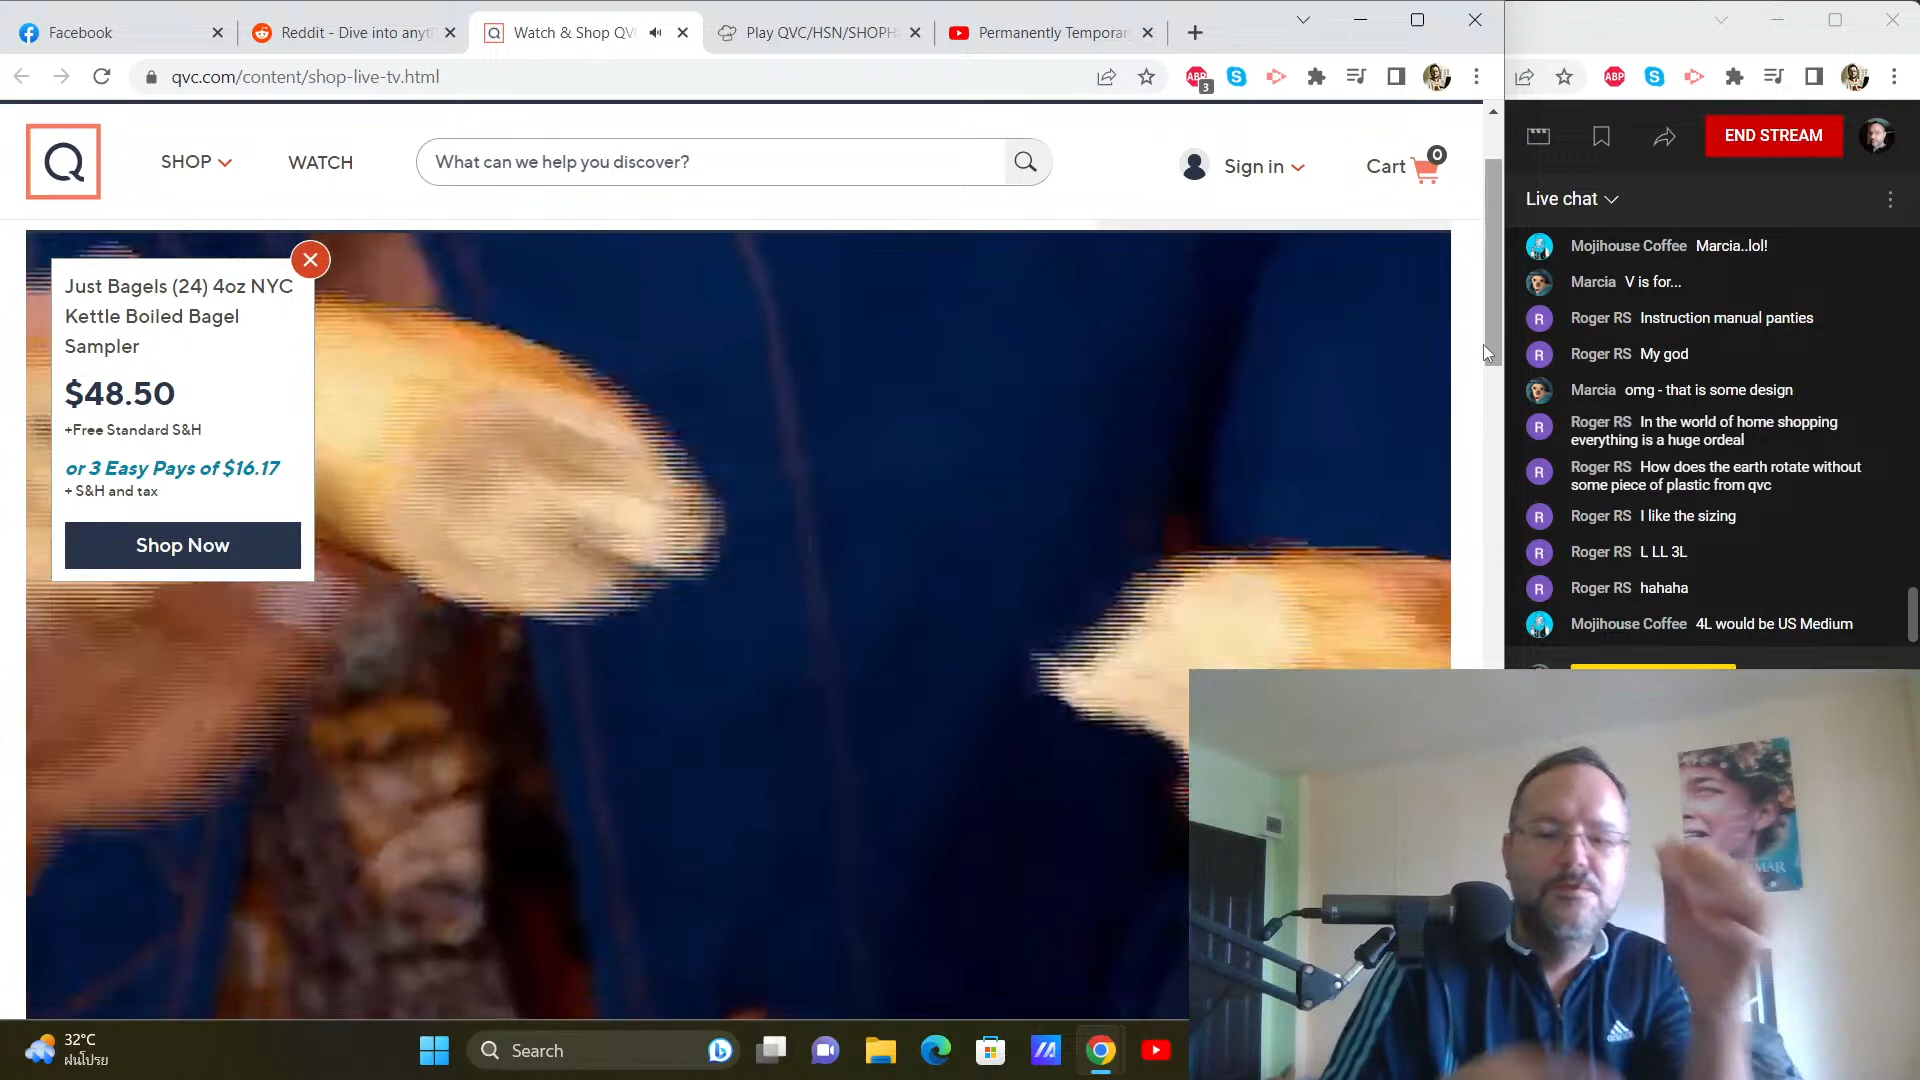 Facebook
Reddit - Dive into anyt
Watch & Shop QV
Play QVC/HSN/SHOPH
Permanently Tempora
qvc.com/content/shop-live-tv.html
ABP
3
ABP
Q
SHOP
WATCH
What can we help you discover?
Sign in
Cart
0
Just Bagels (24) 4oz NYC
Kettle Boiled Bagel
Sampler
$48.50
+Free Standard S&H
or 3 Easy Pays of $16.17
+ S&H and tax
Shop Now
END STREAM
Live chat
Mojihouse Coffee Marcia..lol!
Marcia V is for...
R Roger RS Instruction manual panties
R Roger RS My god
Marcia omg - that is some design
R Roger RS In the world of home shopping
everything is a huge ordeal
R Roger RS How does the earth rotate without
some piece of plastic from qvc
R Roger RS I like the sizing
R Roger RS L LL 3L
R Roger RS hahaha
Mojihouse Coffee 4L would be US Medium
adidas
32°C
ฝนโปรย
Search